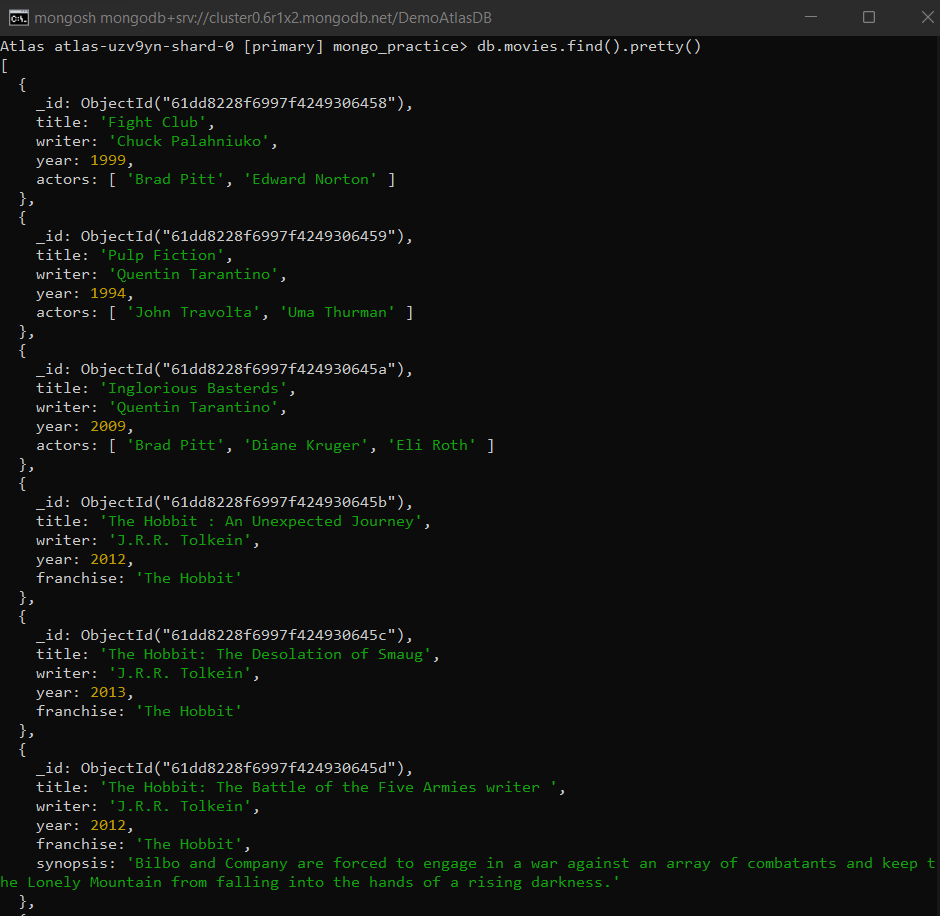 mongosh mongodb+srv://cluster0.6r1x2.mongodb.net/DemoAtlasDB
Atlas atlas-uzv9yn-shard-0 [primary] mongo_practice> db.movies.find().pretty()
[
  {
    _id: ObjectId("61dd8228f6997f4249306458"),
    title: 'Fight Club',
    writer: 'Chuck Palahniuko',
    year: 1999,
    actors: [ 'Brad Pitt', 'Edward Norton' ]
  },
  {
    _id: ObjectId("61dd8228f6997f4249306459"),
    title: 'Pulp Fiction',
    writer: 'Quentin Tarantino',
    year: 1994,
    actors: [ 'John Travolta', 'Uma Thurman' ]
  },
  {
    _id: ObjectId("61dd8228f6997f424930645a"),
    title: 'Inglorious Basterds',
    writer: 'Quentin Tarantino',
    year: 2009,
    actors: [ 'Brad Pitt', 'Diane Kruger', 'Eli Roth' ]
  },
  {
    _id: ObjectId("61dd8228f6997f424930645b"),
    title: 'The Hobbit : An Unexpected Journey',
    writer: 'J.R.R. Tolkein',
    year: 2012,
    franchise: 'The Hobbit'
  },
  {
    _id: ObjectId("61dd8228f6997f424930645c"),
    title: 'The Hobbit: The Desolation of Smaug',
    writer: 'J.R.R. Tolkein',
    year: 2013,
    franchise: 'The Hobbit'
  },
  {
    _id: ObjectId("61dd8228f6997f424930645d"),
    title: 'The Hobbit: The Battle of the Five Armies writer ',
    writer: 'J.R.R. Tolkein',
    year: 2012,
    franchise: 'The Hobbit',
    synopsis: 'Bilbo and Company are forced to engage in a war against an array of combatants and keep t
he Lonely Mountain from falling into the hands of a rising darkness.'
  },